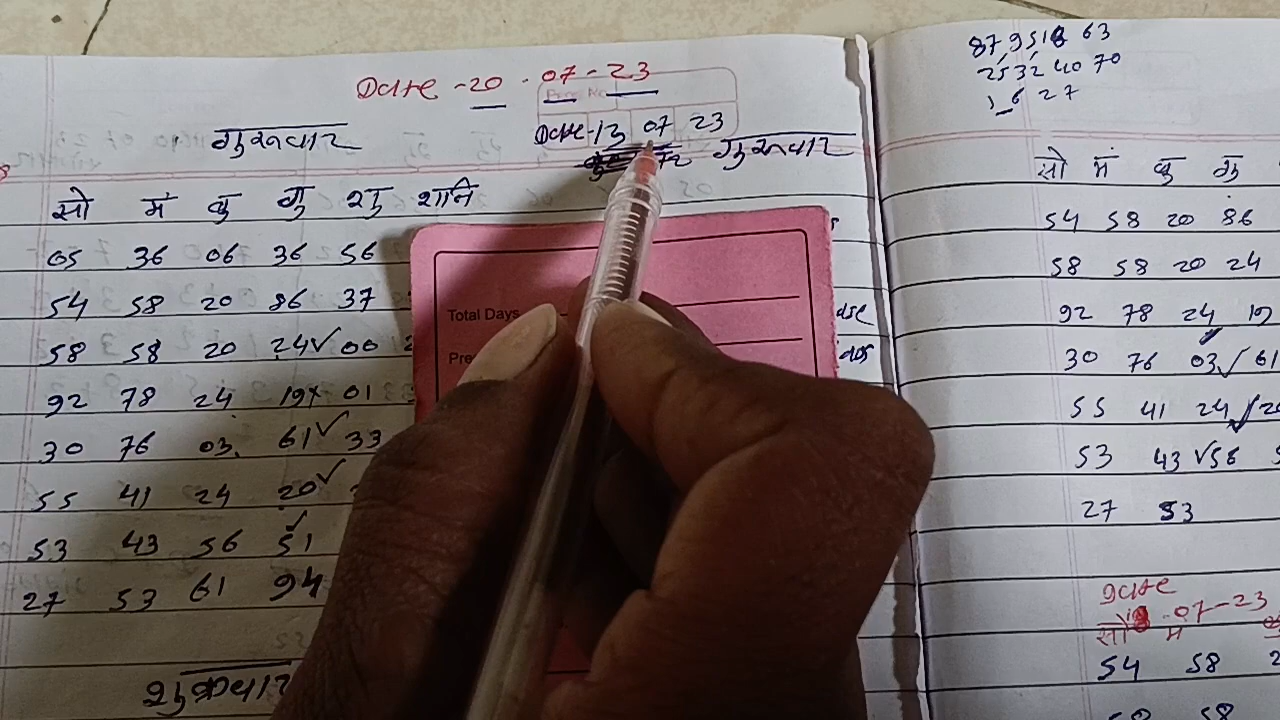 Date - 20 - 07 - 23
Date - 13 07 23
गुरुवार
गुरुवार
सो मं बु गु शु शनि
05 36 06 36 56
54 58 20 86 37
58 58 20 24✓ 00
92 78 24 19x 01
30 76 03 61✓ 33
55 41 24 20✓
53 43 56 51✓
27 53 61 94
शुक्रवार
Total Days
87 95 18 63
25 32 40 70
16 27
सो मं बु गु
54 58 20 86
58 58 20 24
92 78 24 19
30 76 03✓ 61
55 41 24✓
53 43 ✓56
27 53
Date
07-23
सो म
54 58
58 58